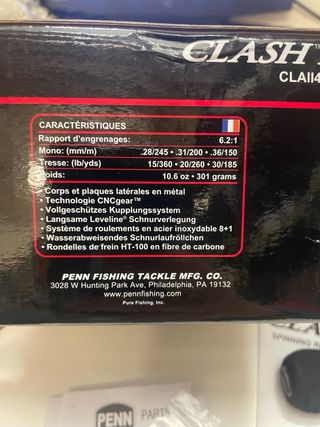 CLASH
CLAII4
CARACTÉRISTIQUES
Rapport d'engrenages: 6.2:1
Mono: (mm/m) .28/245 • .31/200 • .36/150
Tresse: (lb/yds) 15/360 • 20/260 • 30/185
Poids: 10.6 oz • 301 grams
• Corps et plaques latérales en métal
• Technologie CNCgear™
• Vollgeschützes Kupplungssystem
• Langsame Leveline® Schnurverlegung
• Système de roulements en acier inoxydable 8+1
• Wasserabweisendes Schnurlaufröllchen
• Rondelles de frein HT-100 en fibre de carbone
PENN FISHING TACKLE MFG. CO.
3028 W Hunting Park Ave, Philadelphia, PA 19132
www.pennfishing.com
Pure Fishing, Inc.
CLA
SPINNING
PENN
PARTS